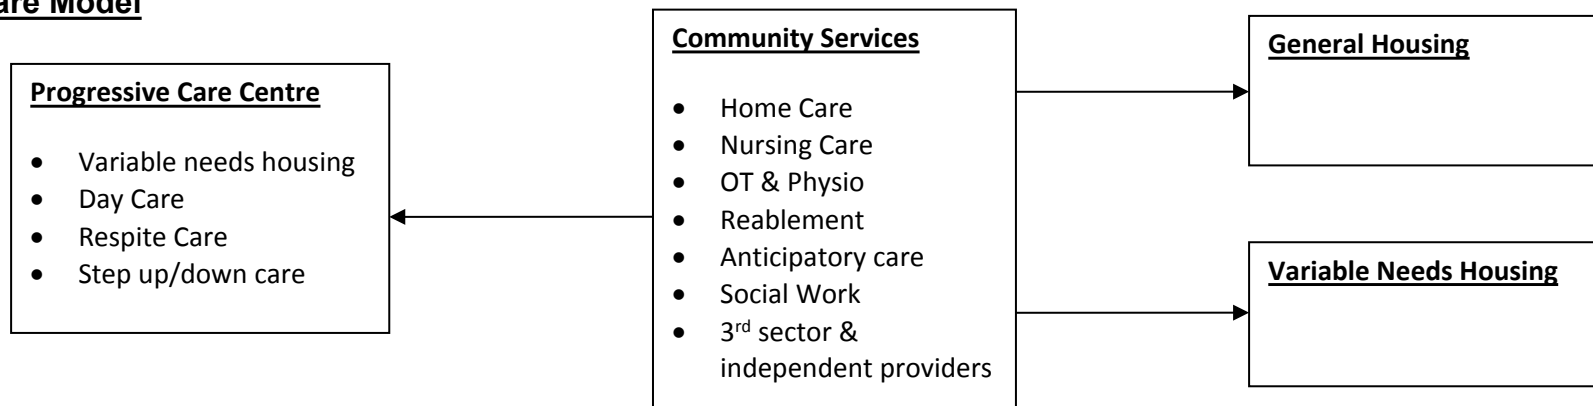 Care Model
Progressive Care Centre
• Variable needs housing
• Day Care
• Respite Care
• Step up/down care
Community Services
• Home Care
• Nursing Care
• OT & Physio
• Reablement
• Anticipatory care
• Social Work
• 3rd sector &
independent providers
General Housing
Variable Needs Housing